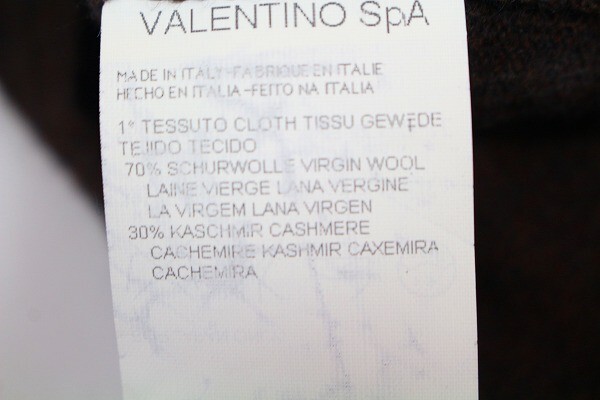 VALENTINO SpA
MADE IN ITALY-FABRIQUE EN ITALIE
HECHO EN ITALIA-FEITO NA ITALIA
1° TESSUTO CLOTH TISSU GEWEDE
TEJIDO TECIDO
70% SCHURWOLLE VIRGIN WOOL
LAINE VIERGE LANA VERGINE
LA VIRGEM LANA VIRGEN
30% KASCHMIR CASHMERE
CACHEMIRE KASHMIR CAXEMIRA
CACHEMIRA